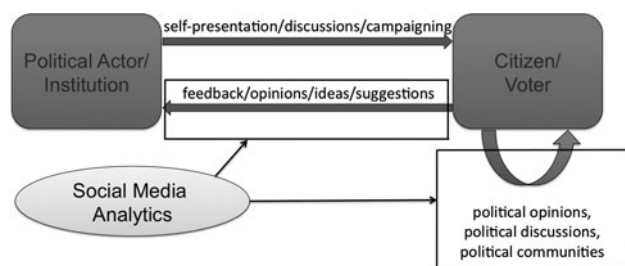 self-presentation/discussions/campaigning
Political Actor/
Institution
Citizen/
Voter
feedback/opinions/ideas/suggestions
Social Media
Analytics
political opinions,
political discussions,
political communities